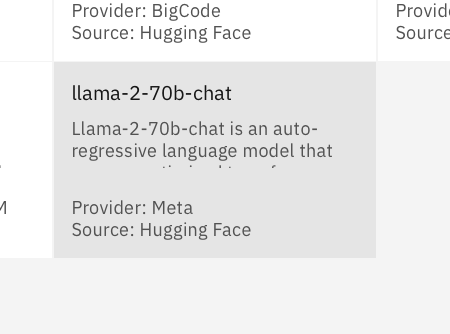 Provider: BigCode
Source: Hugging Face
llama-2-70b-chat
Llama-2-70b-chat is an auto-
regressive language model that
Provider: Meta
Source: Hugging Face